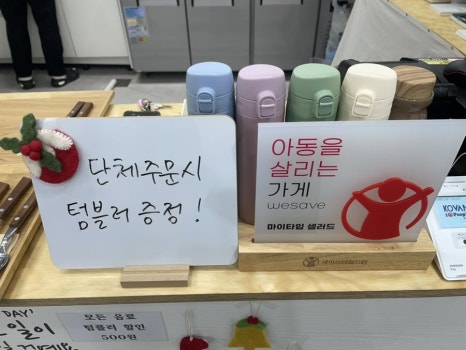 단체주문시
텀블러 증정!
아동을
살리는
가게
wesave
마이타임 샐러드
KOVAN
DAY'
모든 음료
텀블러 할인
500원